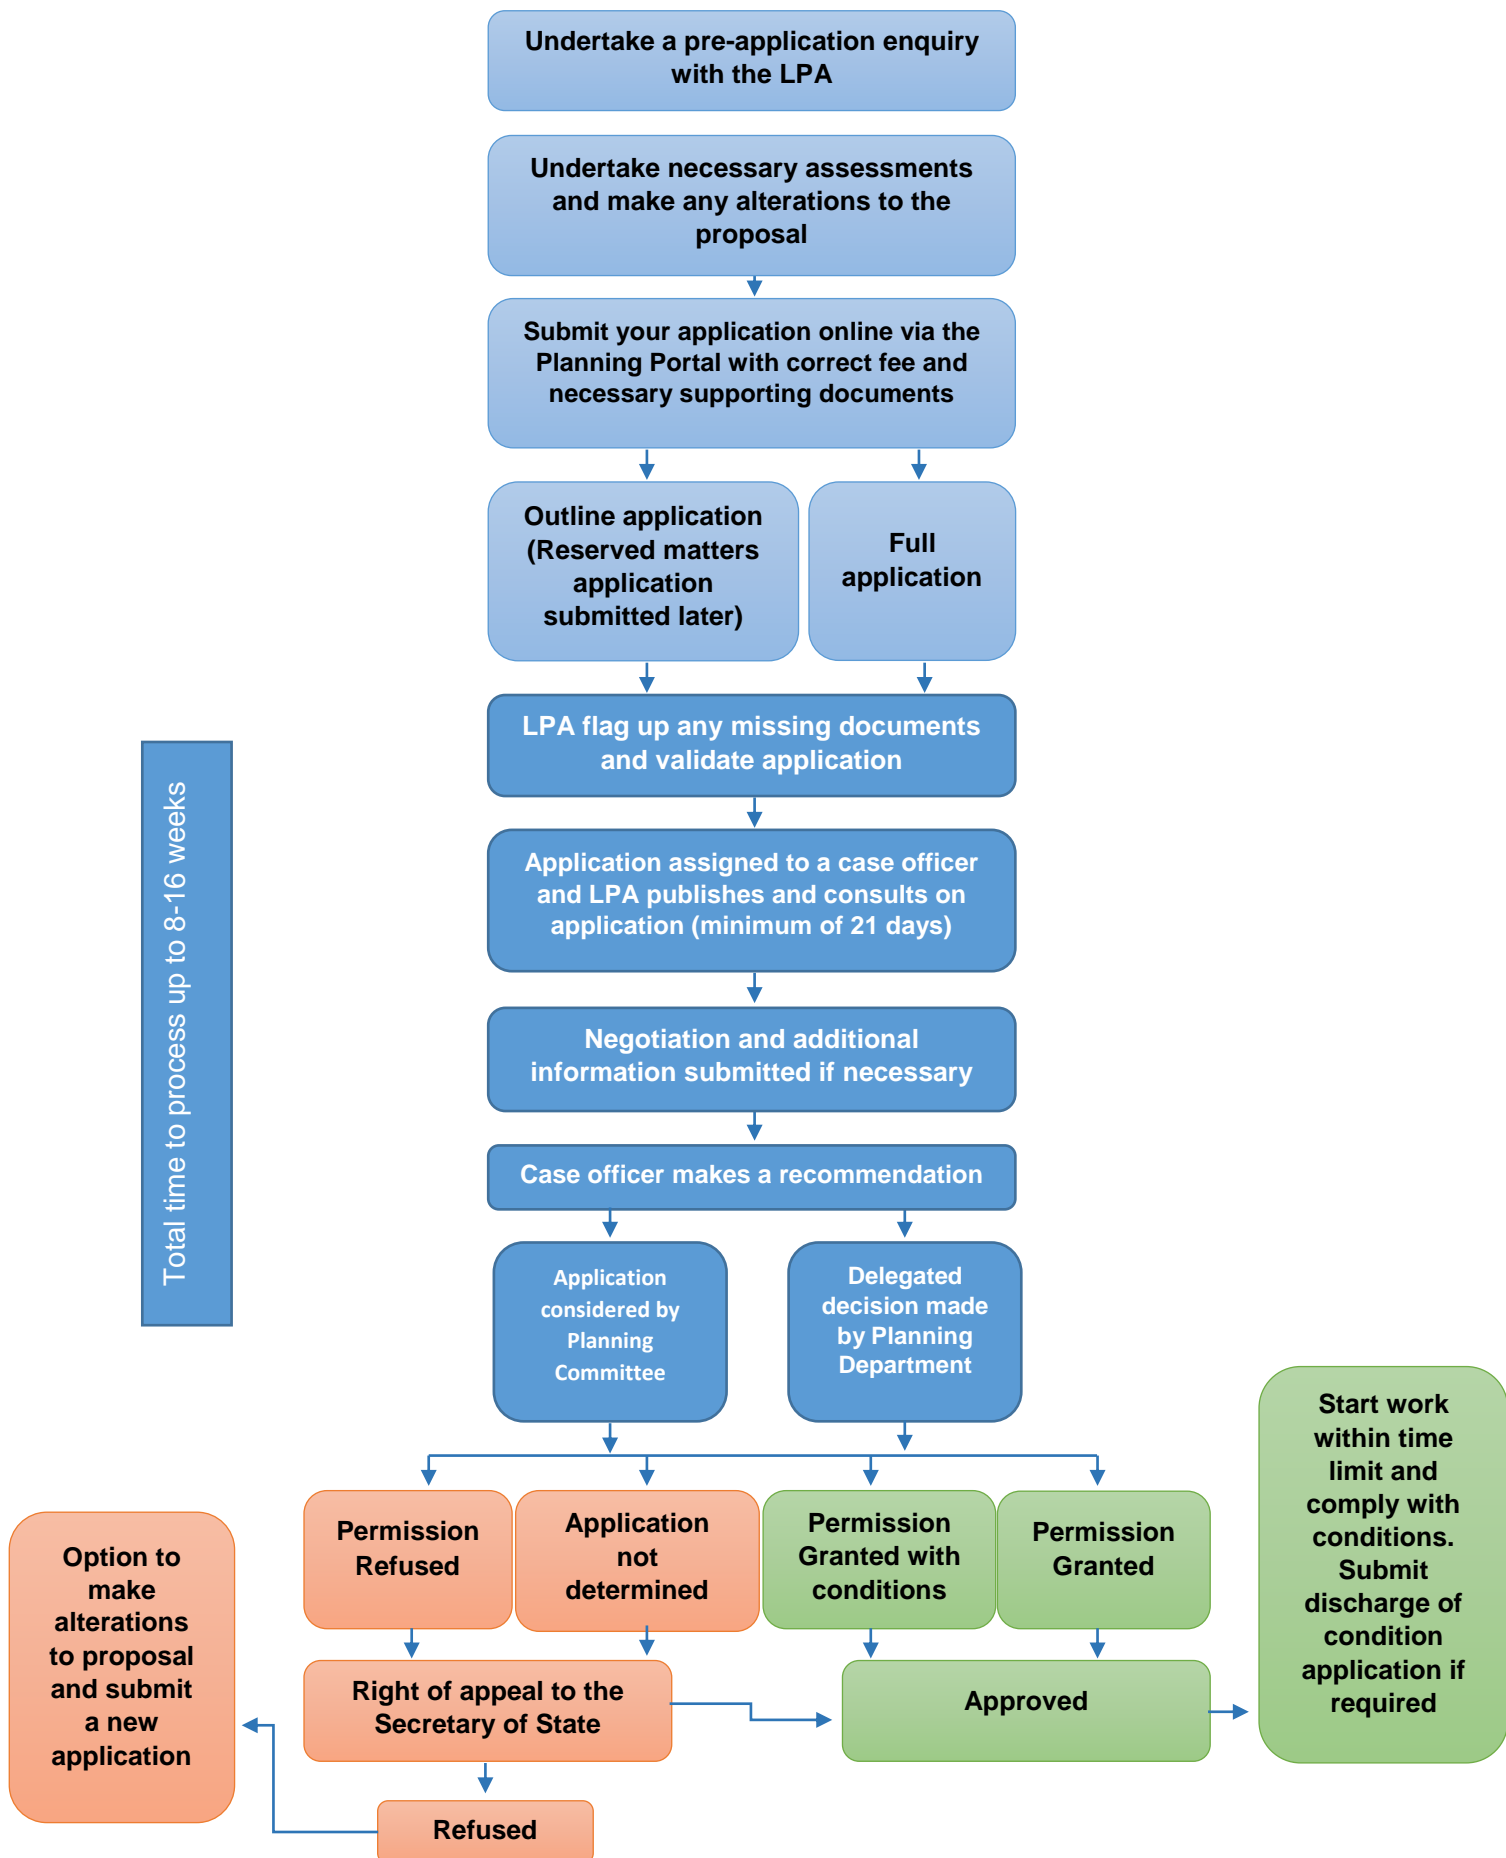 Undertake a pre-application enquiry
with the LPA
Undertake necessary assessments
and make any alterations to the
proposal
Submit your application online via the
Planning Portal with correct fee and
necessary supporting documents
Outline application
(Reserved matters
application
submitted later)
Full
application
LPA flag up any missing documents
and validate application
Total time to process up to 8-16 weeks
Application assigned to a case officer
and LPA publishes and consults on
application (minimum of 21 days)
Negotiation and additional
information submitted if necessary
Case officer makes a recommendation
Application
considered by
Planning
Committee
Delegated
decision made
by Planning
Department
Permission
Refused
Application
not
determined
Permission
Granted with
conditions
Permission
Granted
Start work
within time
limit and
comply with
conditions.
Submit
discharge of
condition
application if
required
Option to
make
alterations
to proposal
and submit
a new
application
Right of appeal to the
Secretary of State
Approved
Refused